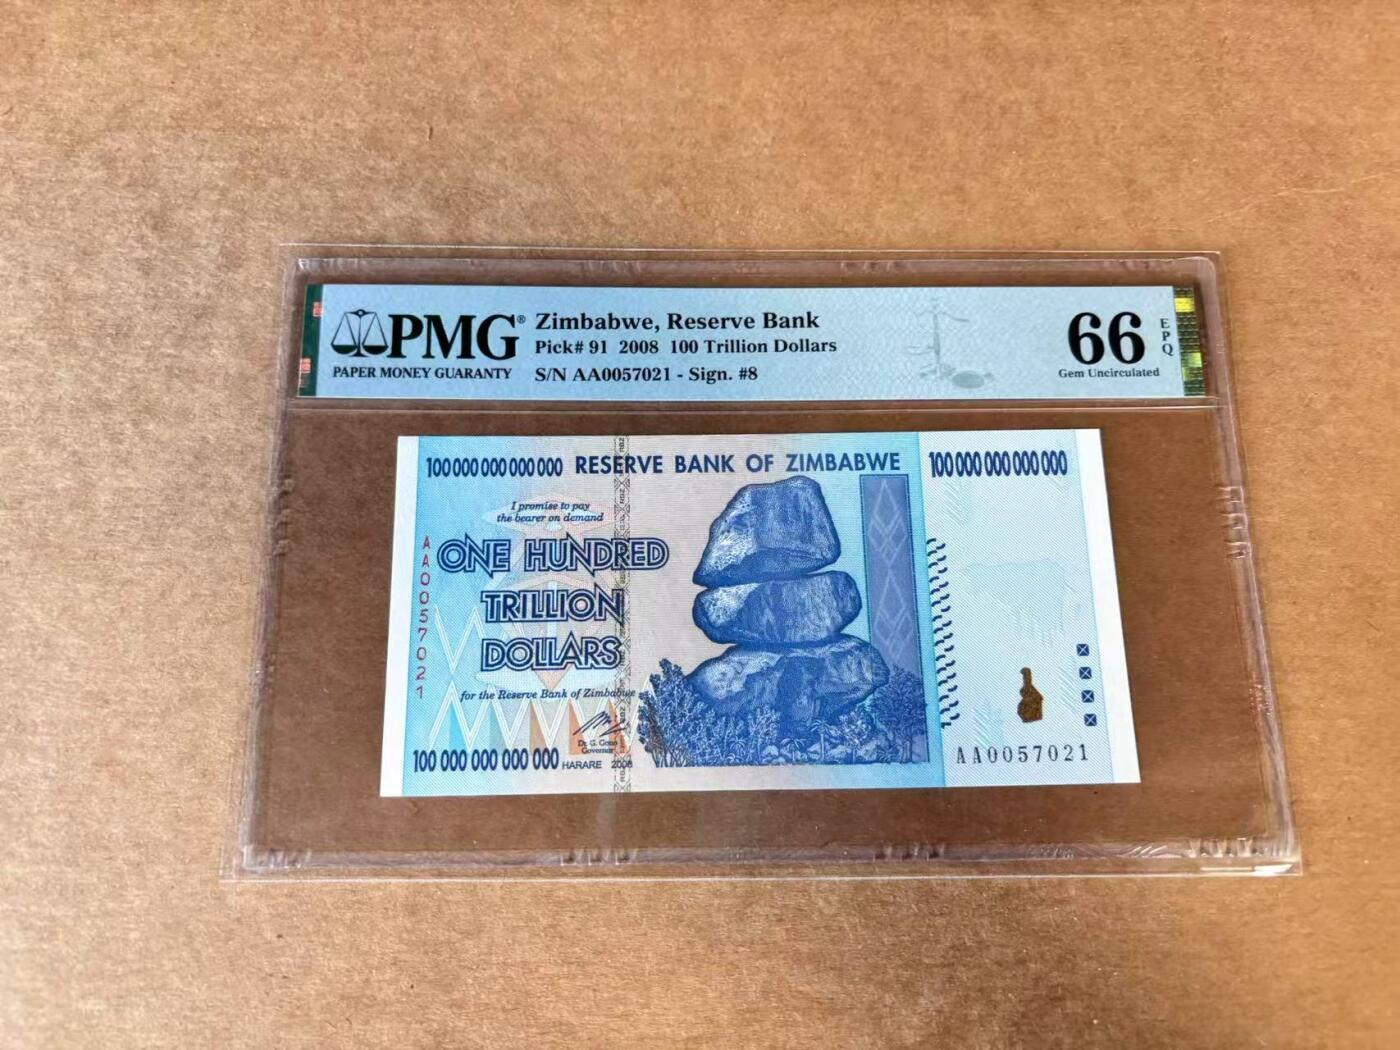 PMG®
PAPER MONEY GUARANTY
Zimbabwe, Reserve Bank
Pick# 91 2008 100 Trillion Dollars
S/N AA0057021 - Sign. #8
66
EPQ
Gem Uncirculated
100 000 000 000 000 RESERVE BANK OF ZIMBABWE 100 000 000 000 000
I promise to pay
the bearer on demand
ONE HUNDRED
TRILLION
DOLLARS
for the Reserve Bank of Zimbabwe
Dr. G. Gono
Governor
100 000 000 000 000 HARARE 2008
AA0057021
AA0057021